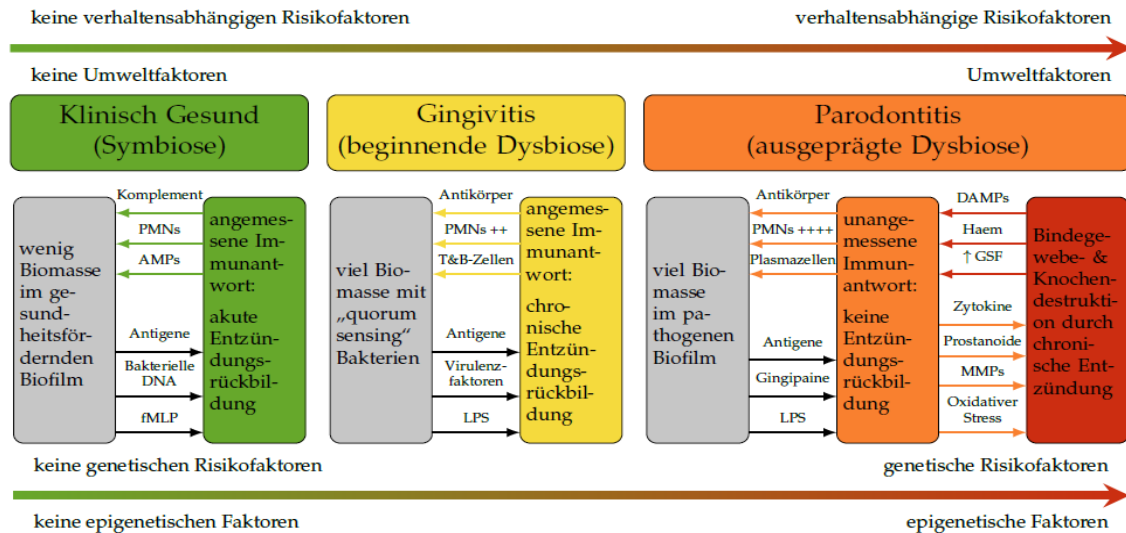 keine verhaltensabhängigen Risikofaktoren
verhaltensabhängige Risikofaktoren
keine Umweltfaktoren
Umweltfaktoren
Klinisch Gesund
(Symbiose)
Gingivitis
(beginnende Dysbiose)
Parodontitis
(ausgeprägte Dysbiose)
wenig
Biomasse
im ge-
sund-
heitsför-
dernden
Biofilm
Komplement
PMNs
AMPs
Antigene
Bakterielle
DNA
fMLP
angemes-
sene Im-
munant-
wort:
akute
Entzün-
dungs-
rückbil-
dung
viel Bio-
masse mit
„quorum
sensing“
Bakterien
Antikörper
PMNs ++
T&B-Zellen
Antigene
Virulenz-
faktoren
LPS
angemes-
sene Im-
munant-
wort:
chro-
nische
Entzün-
dungs-
rückbil-
dung
viel Bio-
masse
im pa-
thogenen
Biofilm
Antikörper
PMNs ++++
Plasmazellen
Antigene
Gingipaine
LPS
unange-
messene
Immun-
antwort:
keine
Entzün-
dungs-
rückbil-
dung
DAMPs
Haem
↑ GSF
Zytokine
Prostanoide
MMPs
Oxidativer
Stress
Bindege-
webe- &
Knochen-
destrukti-
on durch
chroni-
sche Ent-
zündung
keine genetischen Risikofaktoren
genetische Risikofaktoren
keine epigenetischen Faktoren
epigenetische Faktoren